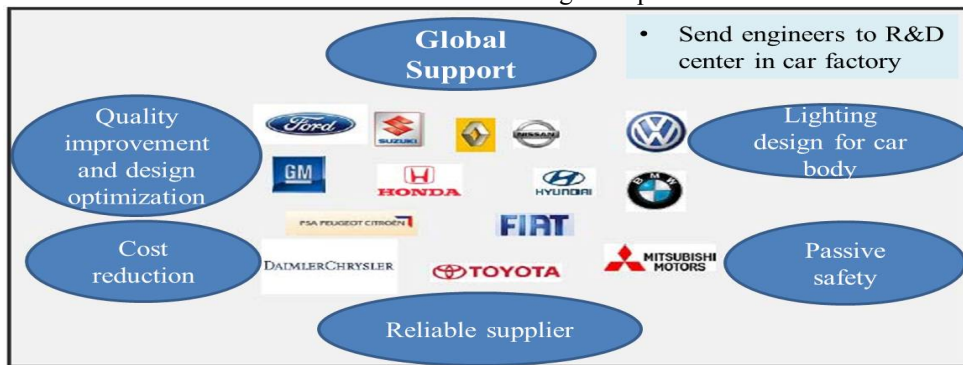 Global
Support
• Send engineers to R&D
center in car factory
Quality
improvement
and design
optimization
Ford
SUZUKI
NISSAN
Lighting
design for car
body
GM
HONDA
HYUNDAI
BMW
PSA PEUGEOT CITROËN
FIAT
Cost
reduction
DAIMLERCHRYSLER
TOYOTA
MITSUBISHI
MOTORS
Passive
safety
Reliable supplier